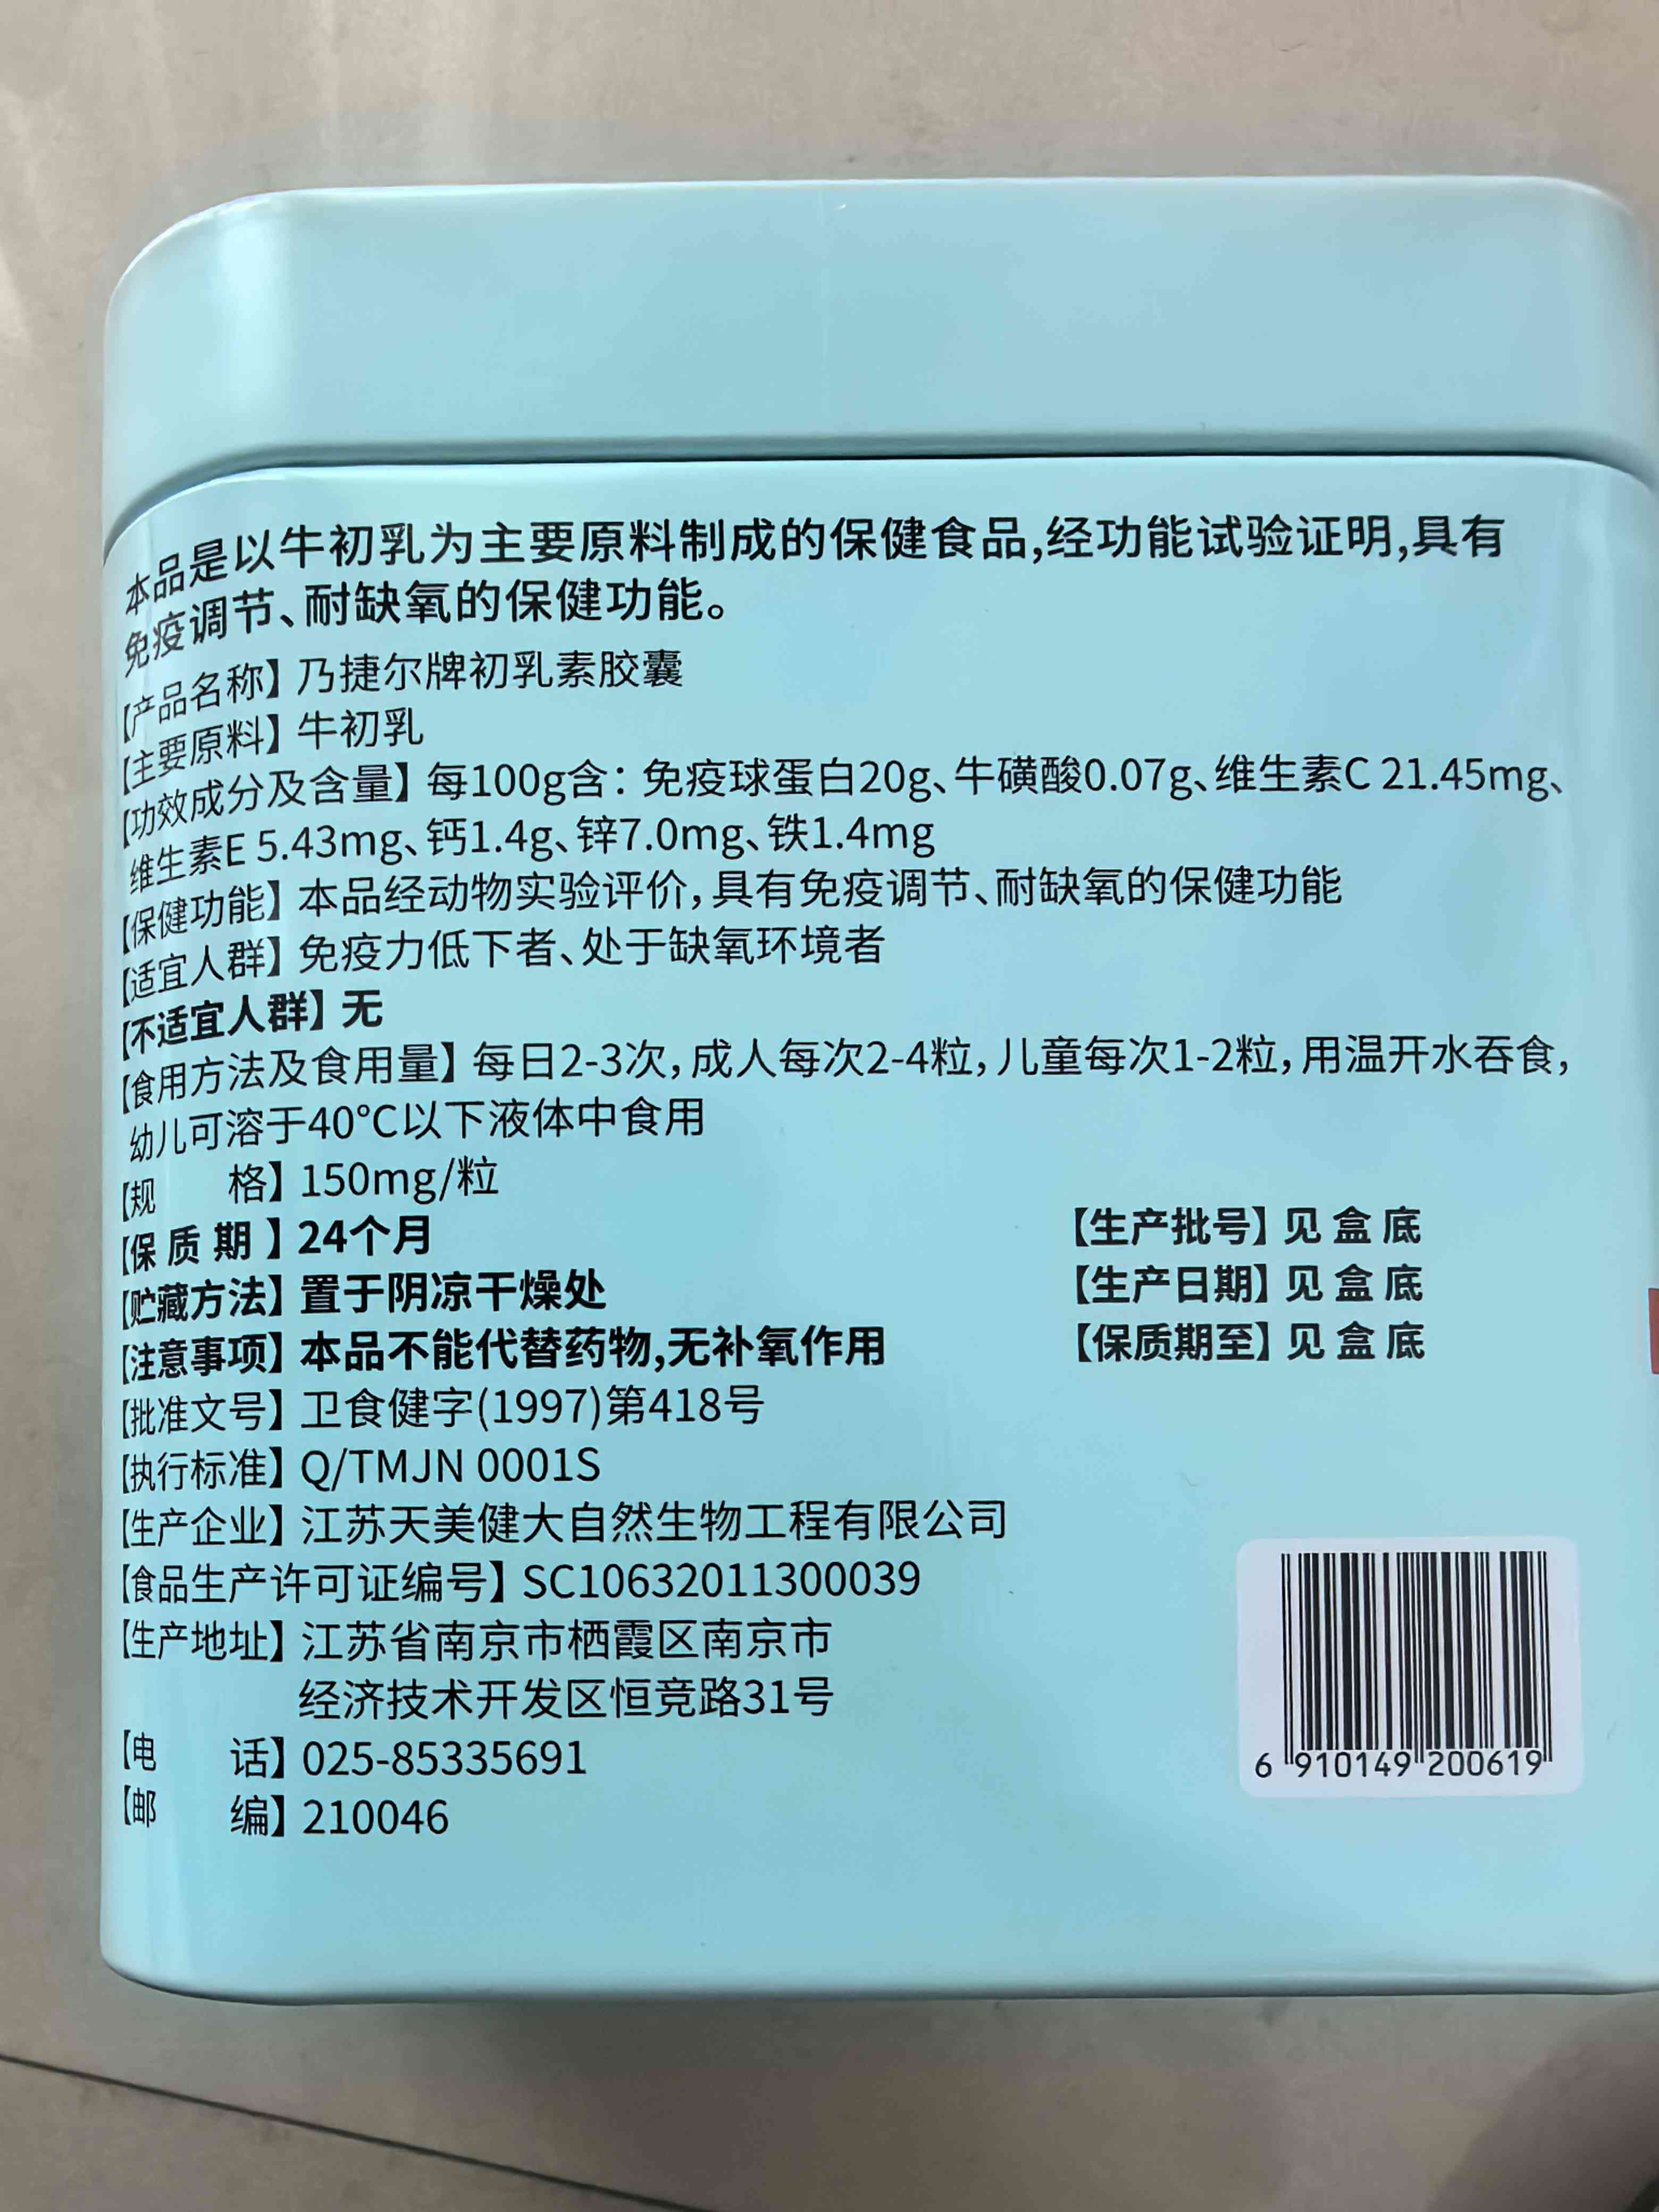 本品是以牛初乳为主要原料制成的保健食品,经功能试验证明,具有
免疫调节、耐缺氧的保健功能。
【产品名称】乃捷尔牌初乳素胶囊
【主要原料】牛初乳
【功效成分及含量】每100g含：免疫球蛋白20g、牛磺酸0.07g、维生素C 21.45mg、
维生素E 5.43mg、钙1.4g、锌7.0mg、铁1.4mg
【保健功能】本品经动物实验评价，具有免疫调节、耐缺氧的保健功能
【适宜人群】免疫力低下者、处于缺氧环境者
【不适宜人群】无
【食用方法及食用量】每日2-3次，成人每次2-4粒，儿童每次1-2粒，用温开水吞食，
幼儿可溶于40°C以下液体中食用
【规 格】150mg/粒
【保 质 期 】24个月
【贮藏方法】置于阴凉干燥处
【注意事项】本品不能代替药物,无补氧作用
【生产批号】见 盒 底
【生产日期】见 盒 底
【保质期至】见 盒 底
【批准文号】卫食健字(1997)第418号
【执行标准】Q/TMJN 0001S
【生产企业】江苏天美健大自然生物工程有限公司
【食品生产许可证编号】SC10632011300039
【生产地址】江苏省南京市栖霞区南京市
经济技术开发区恒竞路31号
【电 话】025-85335691
【邮 编】210046
6 910149 200619